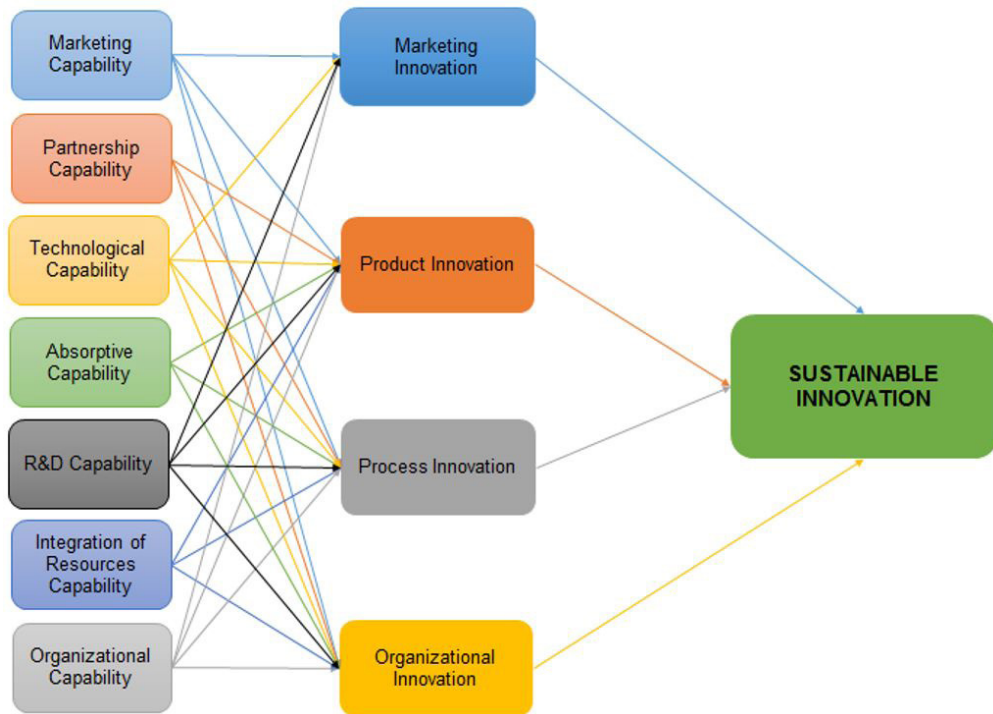 Marketing
Capability
Partnership
Capability
Technological
Capability
Absorptive
Capability
R&D Capability
Integration of
Resources
Capability
Organizational
Capability
Marketing
Innovation
Product Innovation
Process Innovation
Organizational
Innovation
SUSTAINABLE
INNOVATION